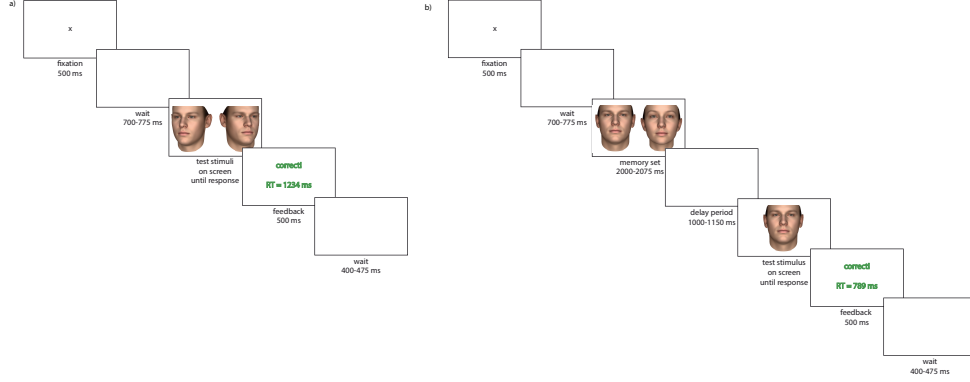 a)
x
fixation
500 ms
wait
700-775 ms
test stimuli
on screen
until response
correct!
RT = 1234 ms
feedback
500 ms
wait
400-475 ms
b)
x
fixation
500 ms
wait
700-775 ms
memory set
2000-2075 ms
delay period
1000-1150 ms
test stimulus
on screen
until response
correct!
RT = 789 ms
feedback
500 ms
wait
400-475 ms